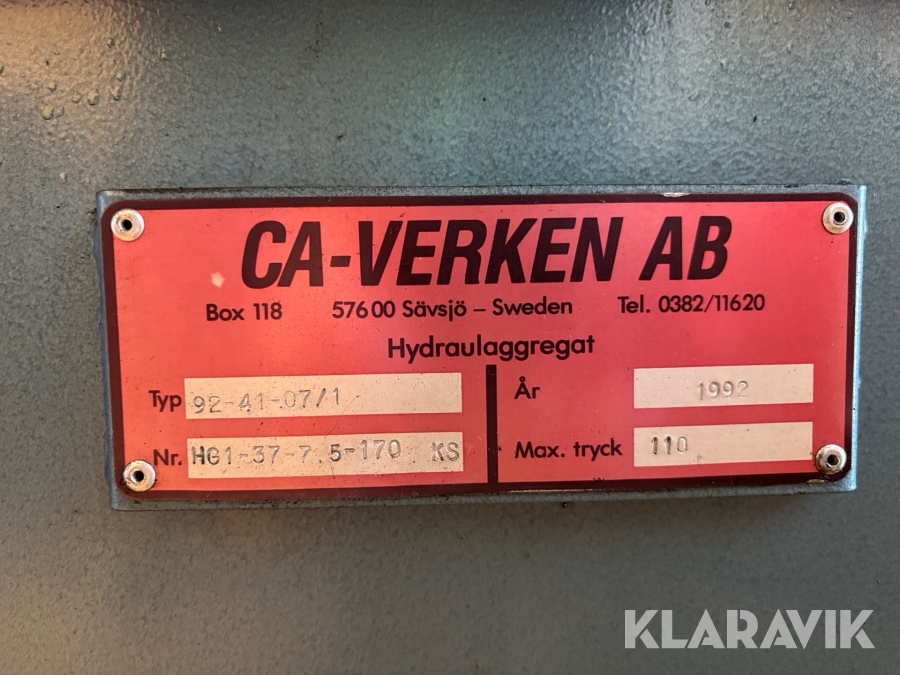 CA-VERKEN AB
Box 118 57600 Sävsjö – Sweden Tel. 0382/11620
Hydraulaggregat
Typ 92-41-07/1 År 1992
Nr. HG1-37-7.5-170 KS Max. tryck 110
KLARAVIK